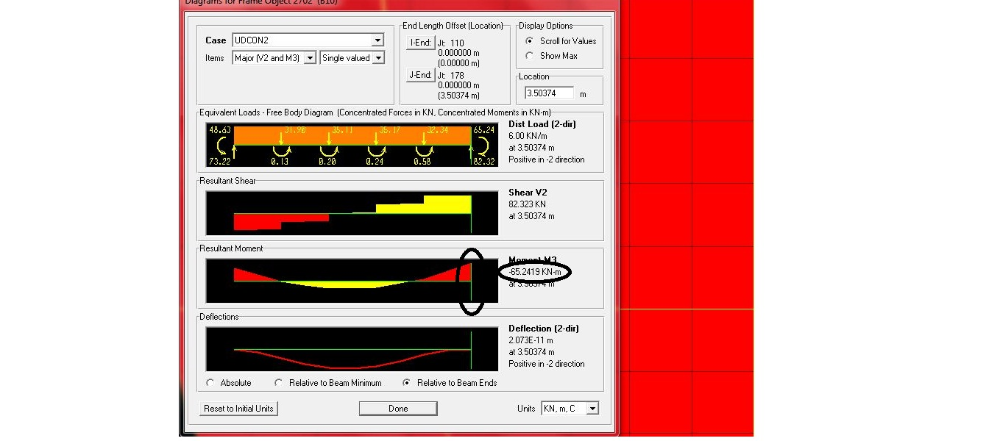 Diagrams for Frame Object 2702 (B10)
Case UDCON2
Items Major (V2 and M3) Single valued
End Length Offset (Location)
I-End: Jt: 110
0.000000 m
(0.00000 m)
J-End: Jt: 178
0.000000 m
(3.50374 m)
Display Options
Scroll for Values
Show Max
Location
3.50374 m
Equivalent Loads - Free Body Diagram (Concentrated Forces in KN, Concentrated Moments in KN-m)
48.63 31.90 35.11 35.17 32.34 65.24
73.22 0.13 0.20 0.24 0.58 82.32
Dist Load (2-dir)
6.00 KN/m
at 3.50374 m
Positive in -2 direction
Resultant Shear
Shear V2
82.323 KN
at 3.50374 m
Resultant Moment
Moment M3
-65.2419 KN-m
at 3.50374 m
Deflections
Deflection (2-dir)
2.073E-11 m
at 3.50374 m
Positive in -2 direction
Absolute Relative to Beam Minimum Relative to Beam Ends
Reset to Initial Units Done Units KN, m, C